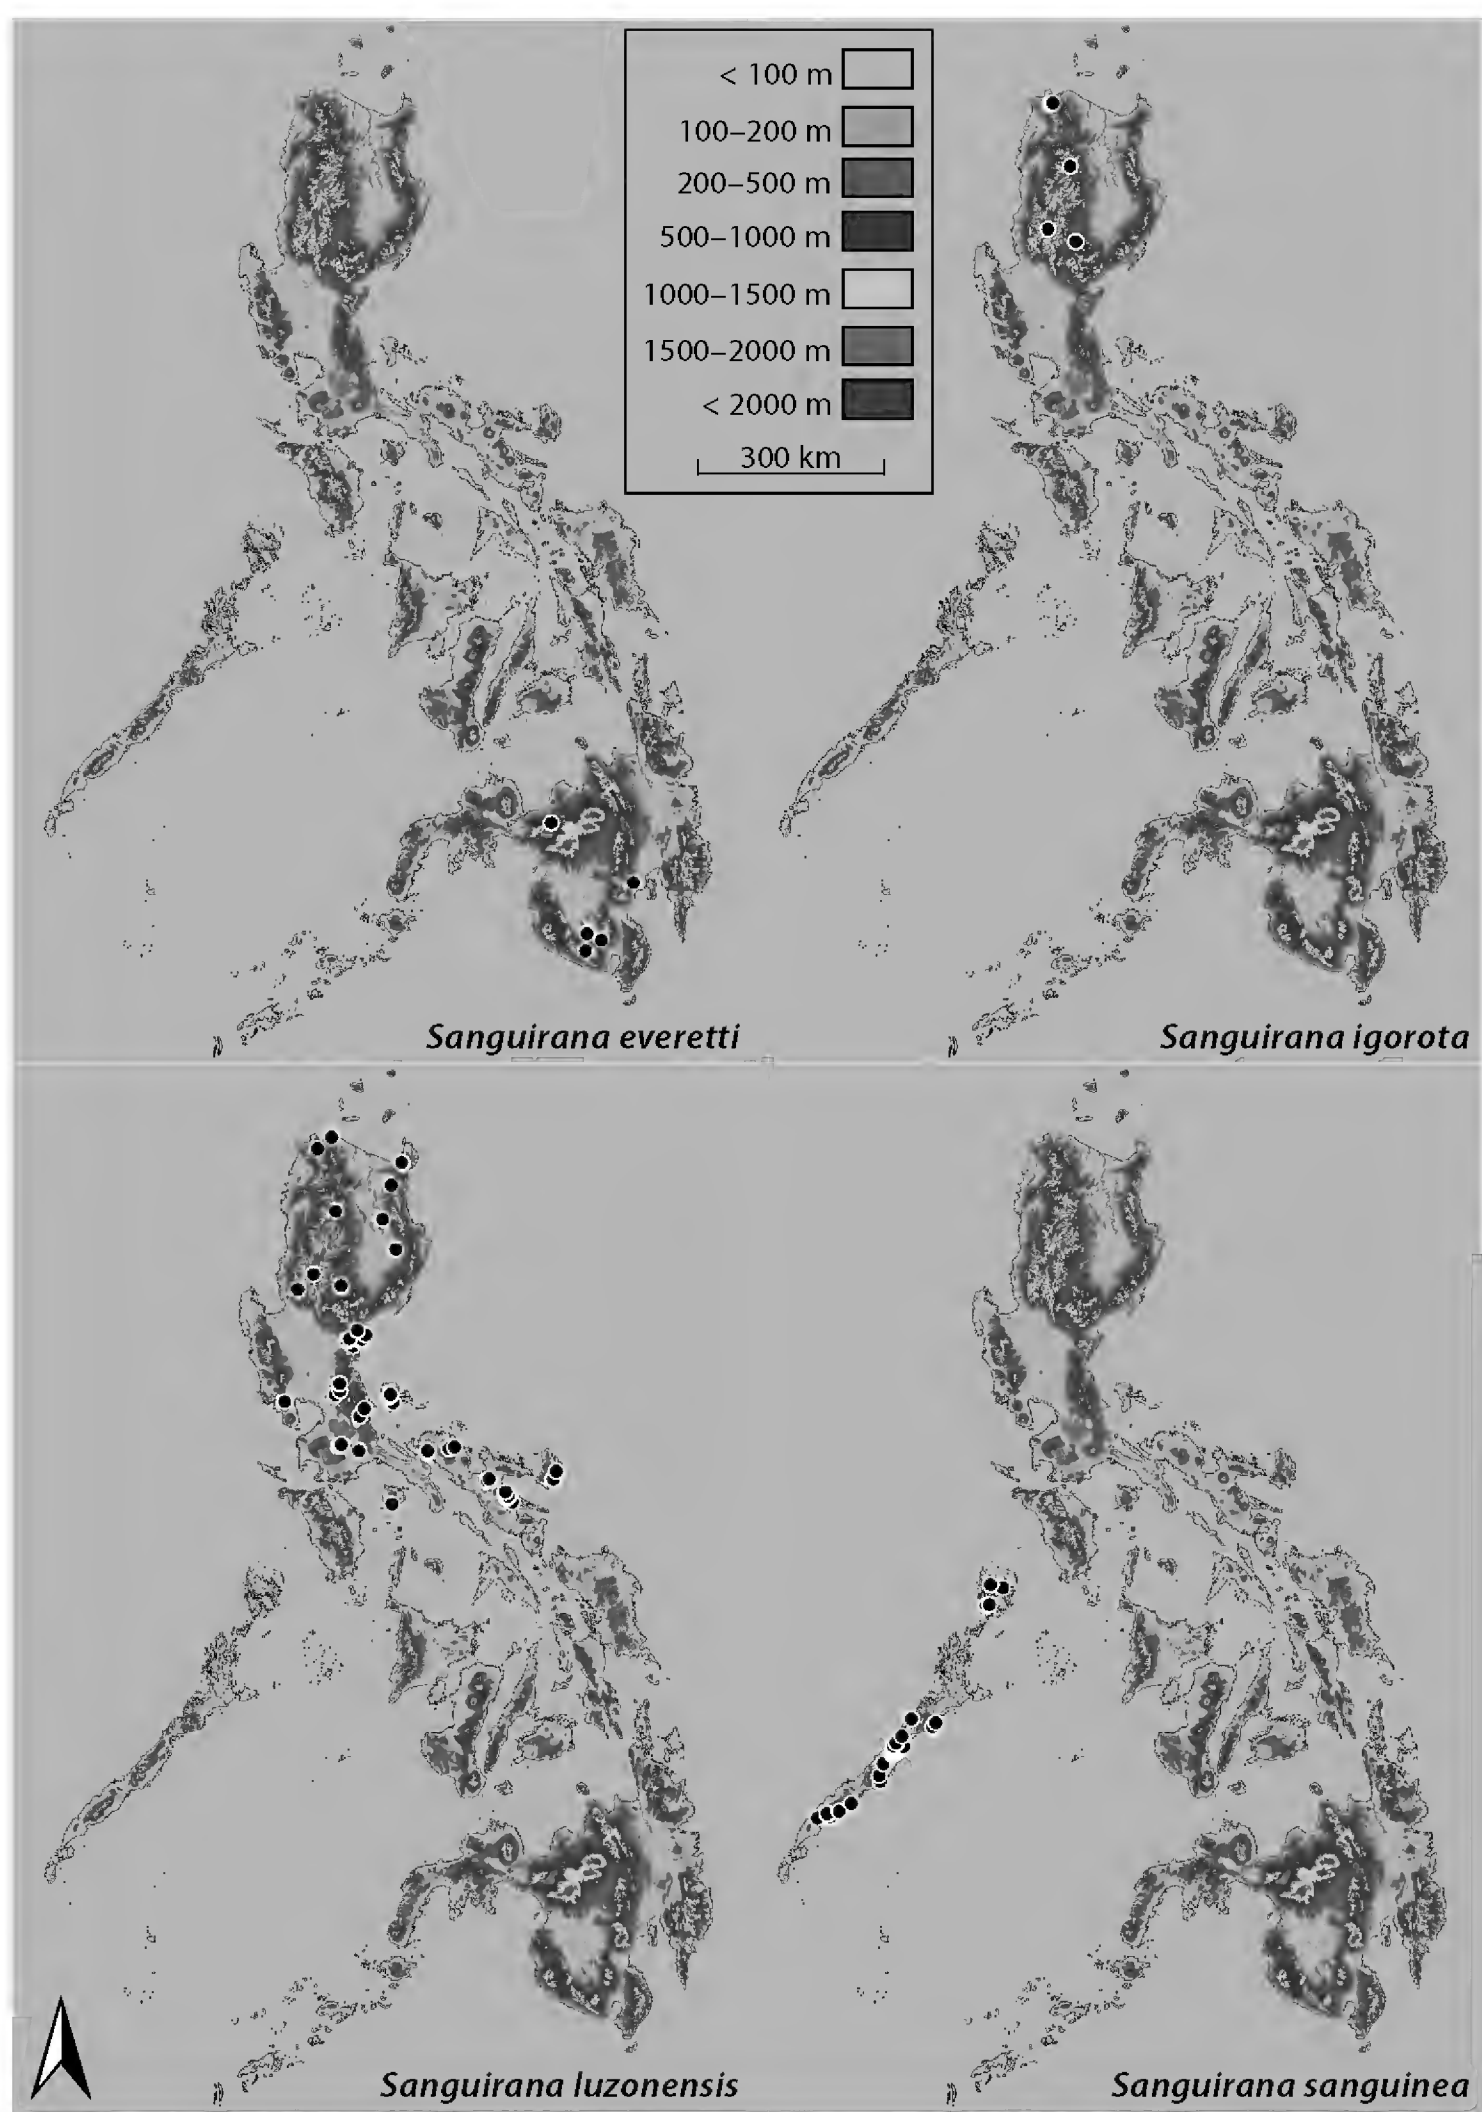 < 100 m
100–200 m
200–500 m
500–1000 m
1000–1500 m
1500–2000 m
< 2000 m
300 km
Sanguirana everetti
Sanguirana igorota
Sanguirana luzonensis
Sanguirana sanguinea